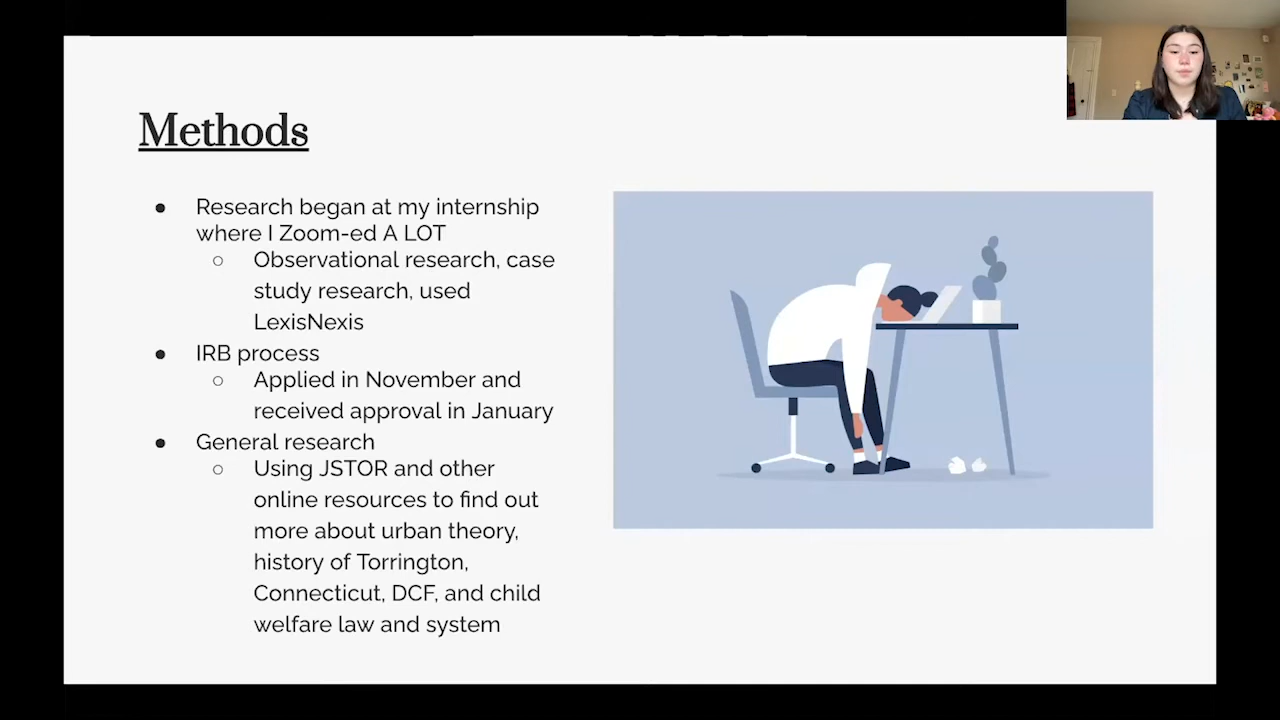 Methods
● Research began at my internship
where I Zoom-ed A LOT
○ Observational research, case
study research, used
LexisNexis
● IRB process
○ Applied in November and
received approval in January
● General research
○ Using JSTOR and other
online resources to find out
more about urban theory,
history of Torrington,
Connecticut, DCF, and child
welfare law and system